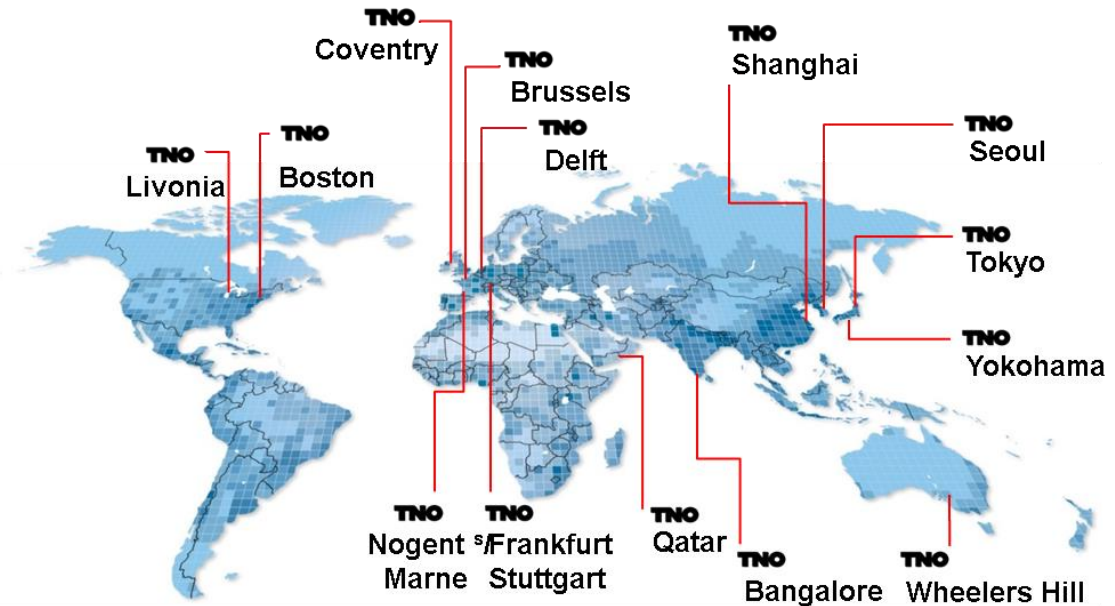 TNO
Coventry
TNO
Brussels
TNO
Shanghai
TNO
Delft
TNO
Seoul
TNO
Boston
TNO
Livonia
TNO
Tokyo
TNO
Yokohama
TNO
Nogent s/
Marne
TNO
Frankfurt
Stuttgart
TNO
Qatar
TNO
Bangalore
TNO
Wheelers Hill